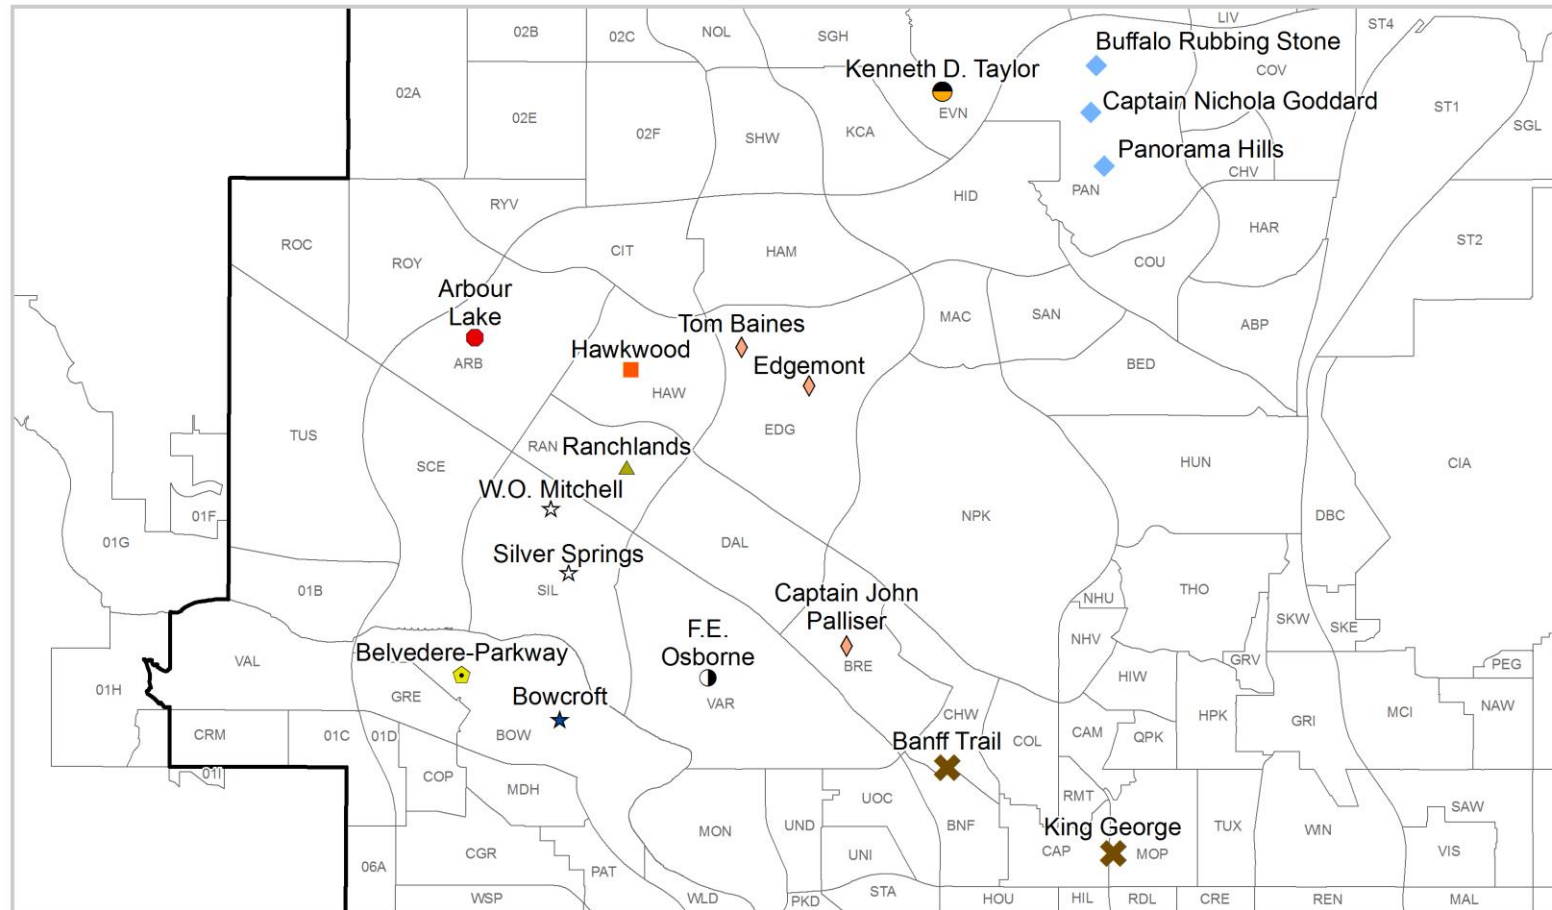 LIV
02B
02C
NOL
SGH
ST4
Buffalo Rubbing Stone
Kenneth D. Taylor
COV
02A
Captain Nichola Goddard
ST1
02E
EVN
SGL
02F
SHW
KCA
Panorama Hills
CHV
PAN
RYV
HID
HAR
ROC
CIT
HAM
ST2
ROY
COU
Arbour
Lake
MAC
SAN
Tom Baines
ABP
Hawkwood
ARB
Edgemont
BED
HAW
TUS
EDG
RAN
Ranchlands
SCE
HUN
CIA
W.O. Mitchell
01F
NPK
DBC
01G
DAL
Silver Springs
01B
SIL
Captain John
Palliser
NHU
THO
SKW
SKE
F.E.
Osborne
NHV
Belvedere-Parkway
VAL
BRE
GRV
PEG
01H
HIW
GRE
Bowcroft
VAR
CHW
HPK
GRI
MCI
NAW
CRM
01C
01D
BOW
Banff Trail
COL
CAM
QPK
01I
COP
MDH
UOC
RMT
SAW
MON
UND
BNF
King George
TUX
WIN
CGR
UNI
CAP
MOP
VIS
06A
PAT
STA
WSP
WLD
PKD
HOU
HIL
RDL
CRE
REN
MAL